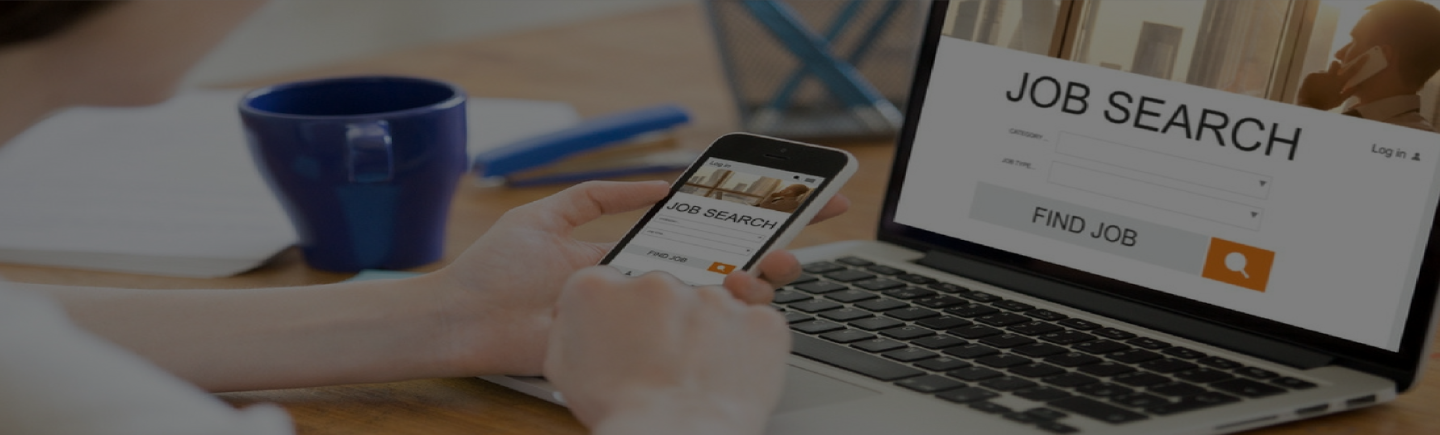 Log in
JOB SEARCH
FIND JOB
JOB SEARCH
Log in
CATEGORY
JOB TYPE
FIND JOB